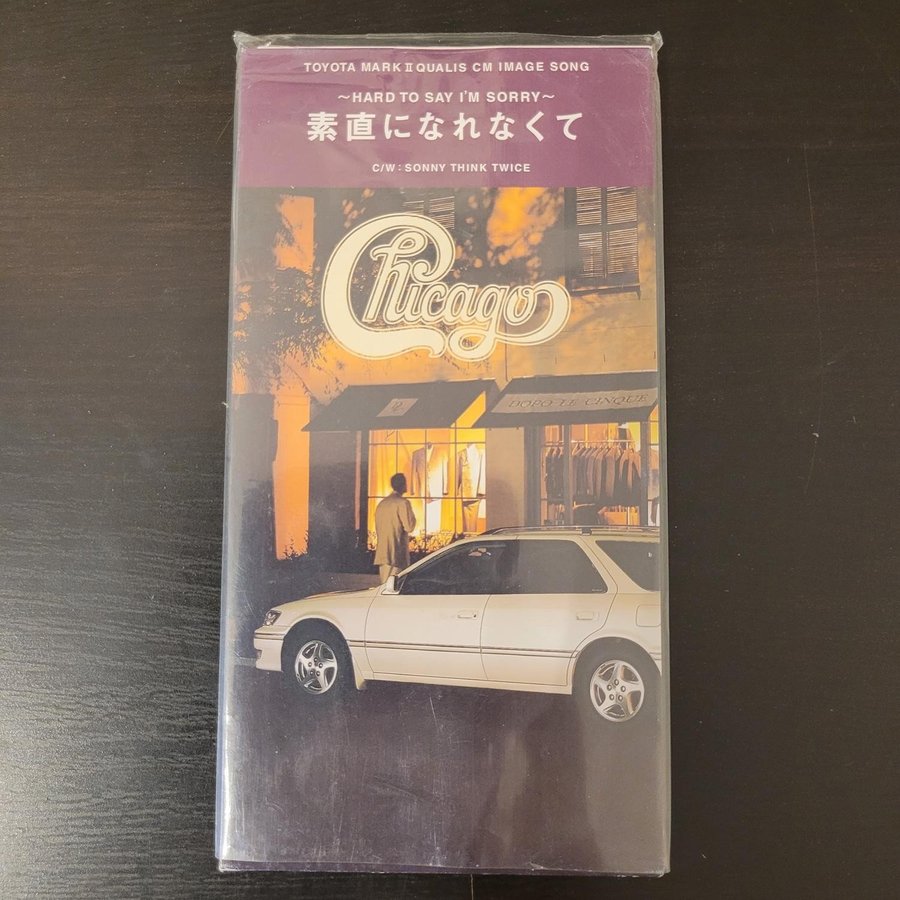 TOYOTA MARK II QUALIS CM IMAGE SONG
～HARD TO SAY I'M SORRY～
素直になれなくて
C/W：SONNY THINK TWICE
Chicago
DOPO LE CINQUE